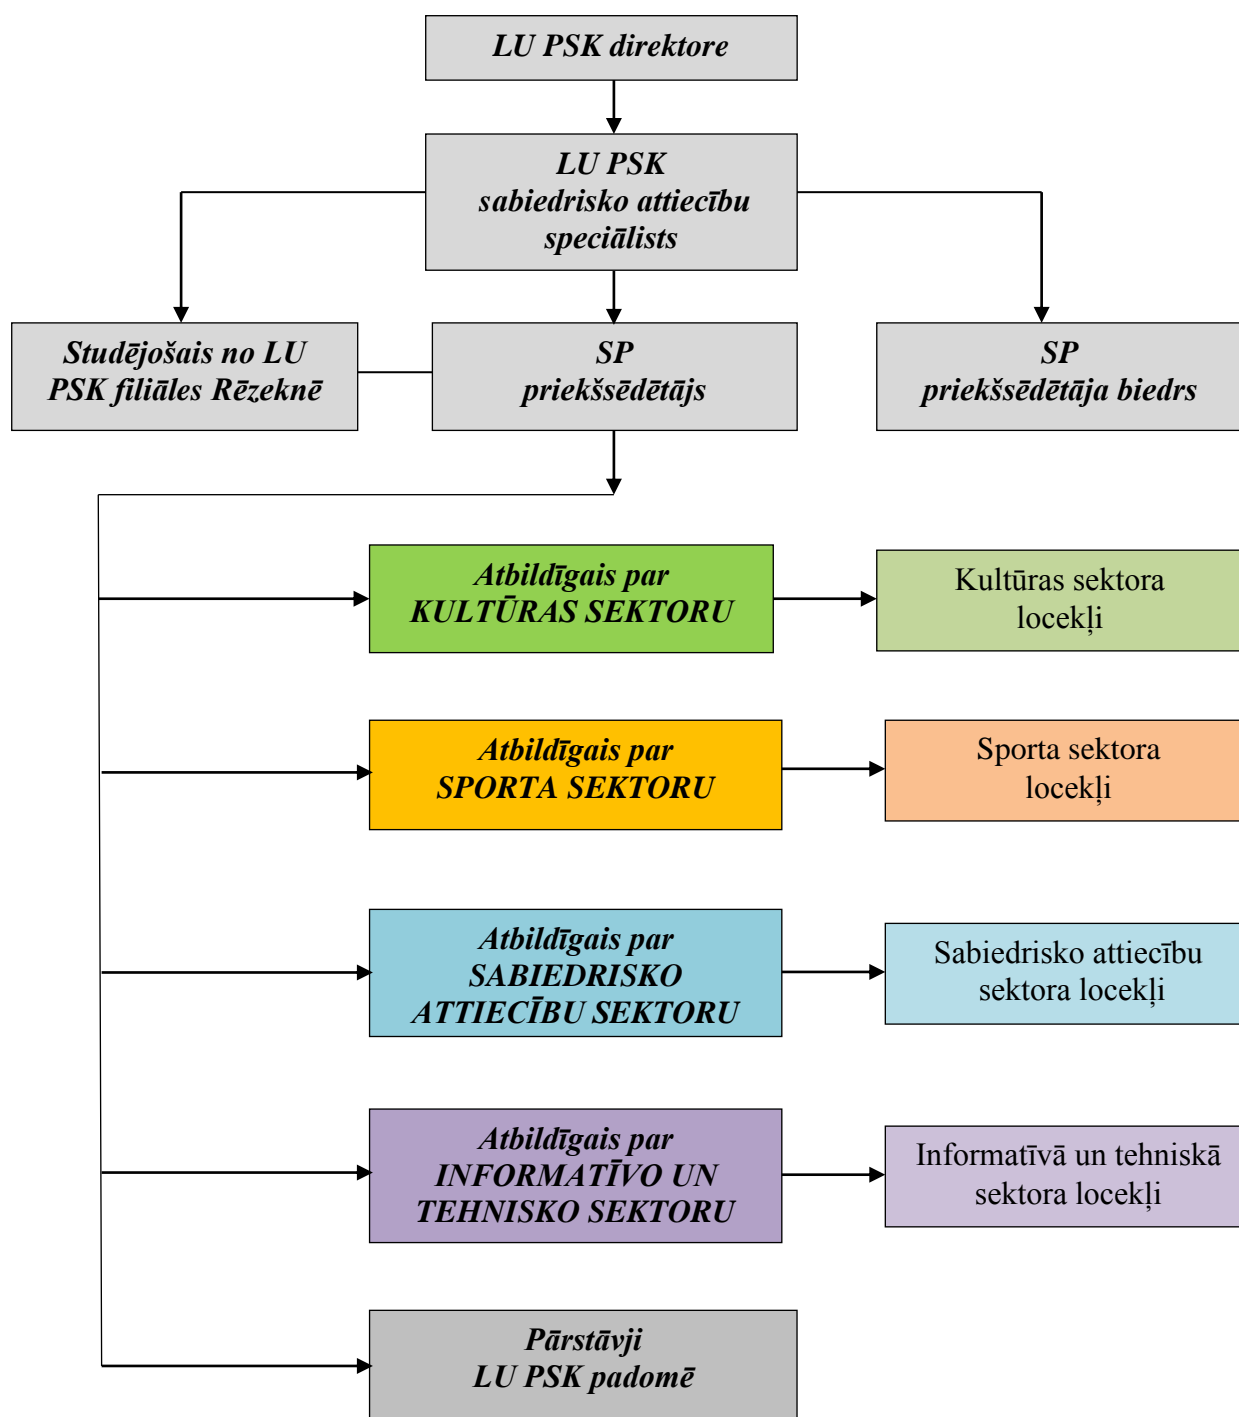 LU PSK direktore
LU PSK
sabiedrisko attiecību
speciālists
Studējošais no LU
PSK filiāles Rēzeknē
SP
priekšsēdētājs
SP
priekšsēdētāja biedrs
Atbildīgais par
KULTŪRAS SEKTORU
Kultūras sektora
locekļi
Atbildīgais par
SPORTA SEKTORU
Sporta sektora
locekļi
Atbildīgais par
SABIEDRISKO
ATTIECĪBU SEKTORU
Sabiedrisko attiecību
sektora locekļi
Atbildīgais par
INFORMATĪVO UN
TEHNISKO SEKTORU
Informatīvā un tehniskā
sektora locekļi
Pārstāvji
LU PSK padomē